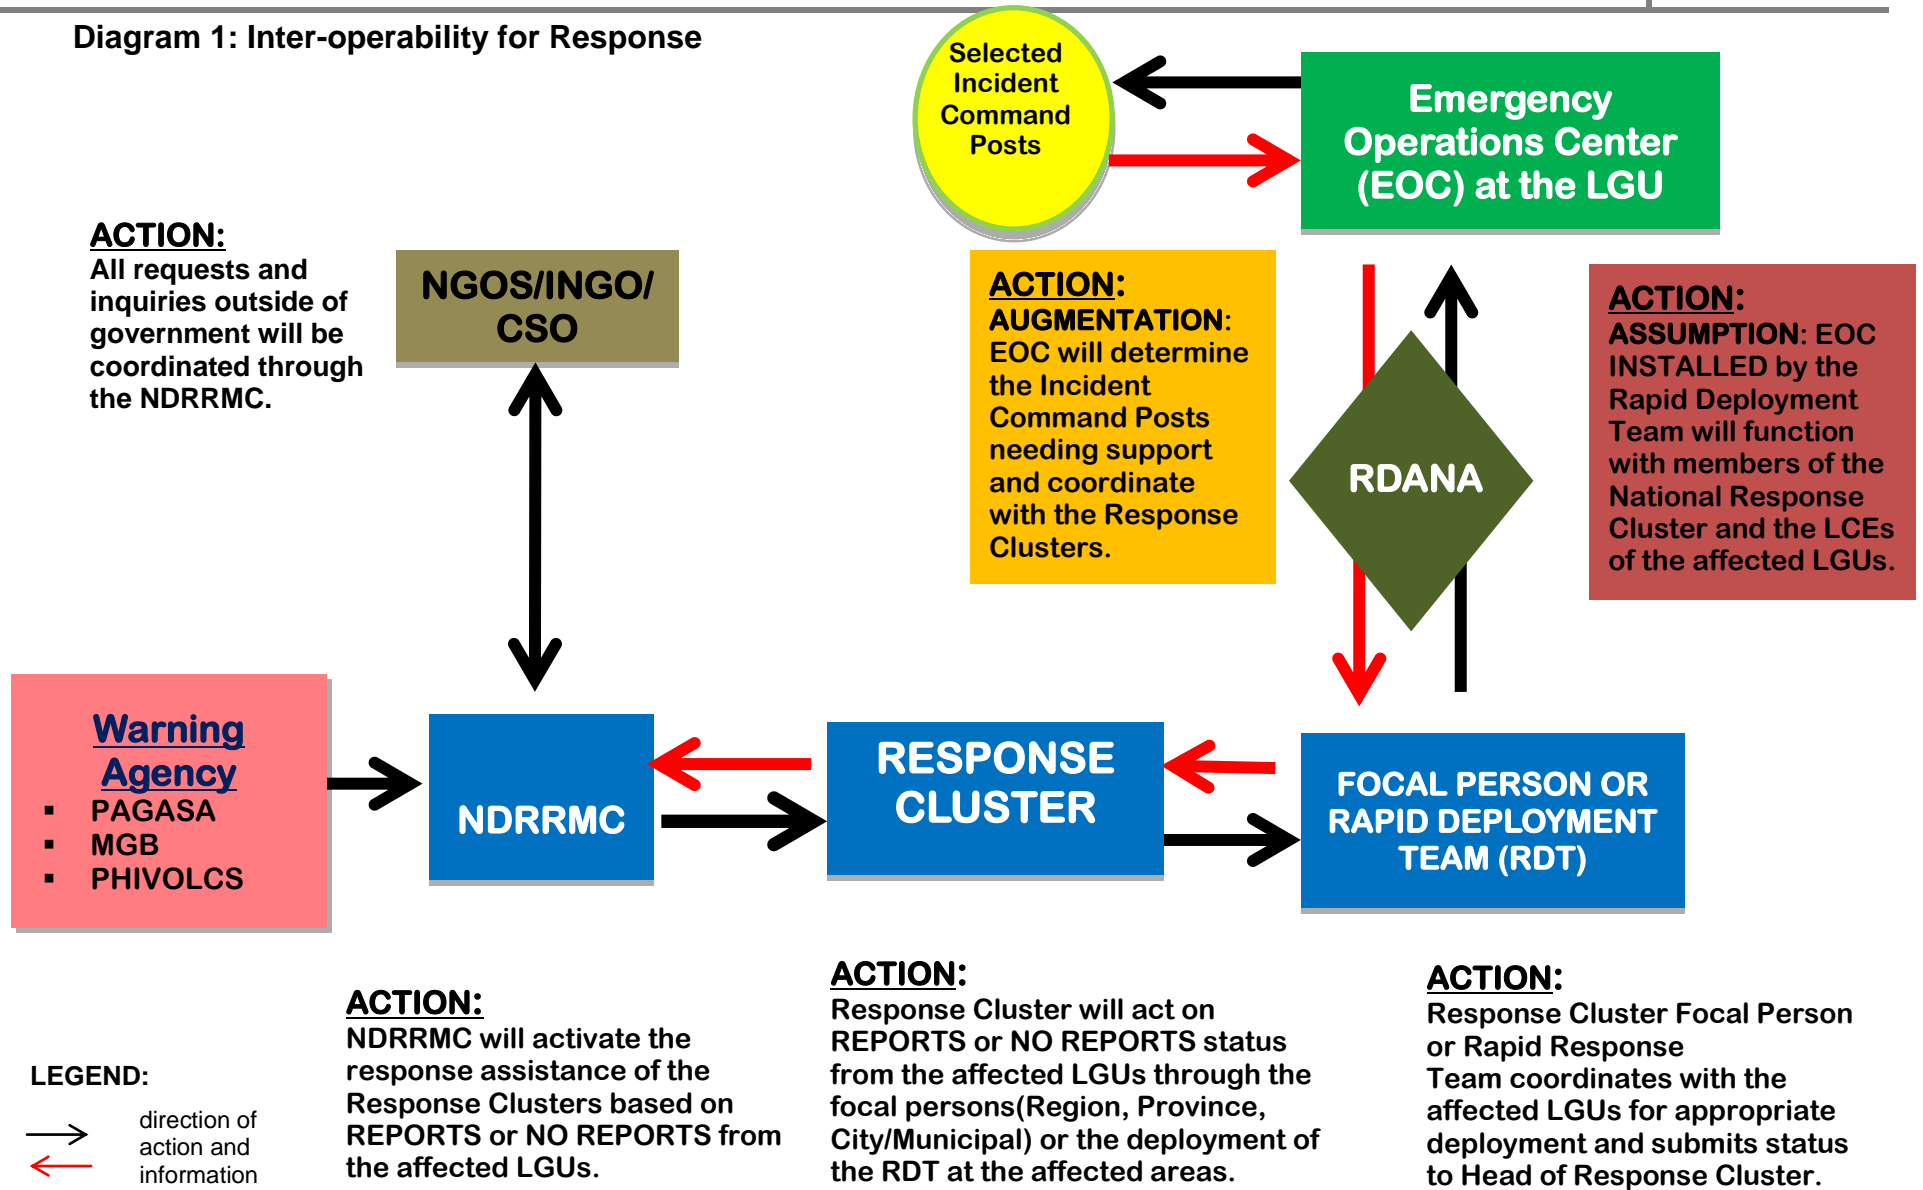 Diagram 1: Inter-operability for Response
Selected
Incident
Command
Posts
Emergency
Operations Center
(EOC) at the LGU
ACTION:
All requests and
inquiries outside of
government will be
coordinated through
the NDRRMC.
NGOS/INGO/
CSO
ACTION:
AUGMENTATION:
EOC will determine
the Incident
Command Posts
needing support
and coordinate
with the Response
Clusters.
RDANA
ACTION:
ASSUMPTION: EOC
INSTALLED by the
Rapid Deployment
Team will function
with members of the
National Response
Cluster and the LCEs
of the affected LGUs.
Warning
Agency
▪ PAGASA
▪ MGB
▪ PHIVOLCS
NDRRMC
RESPONSE
CLUSTER
FOCAL PERSON OR
RAPID DEPLOYMENT
TEAM (RDT)
LEGEND:
direction of
action and
information
ACTION:
NDRRMC will activate the
response assistance of the
Response Clusters based on
REPORTS or NO REPORTS from
the affected LGUs.
ACTION:
Response Cluster will act on
REPORTS or NO REPORTS status
from the affected LGUs through the
focal persons(Region, Province,
City/Municipal) or the deployment of
the RDT at the affected areas.
ACTION:
Response Cluster Focal Person
or Rapid Response
Team coordinates with the
affected LGUs for appropriate
deployment and submits status
to Head of Response Cluster.